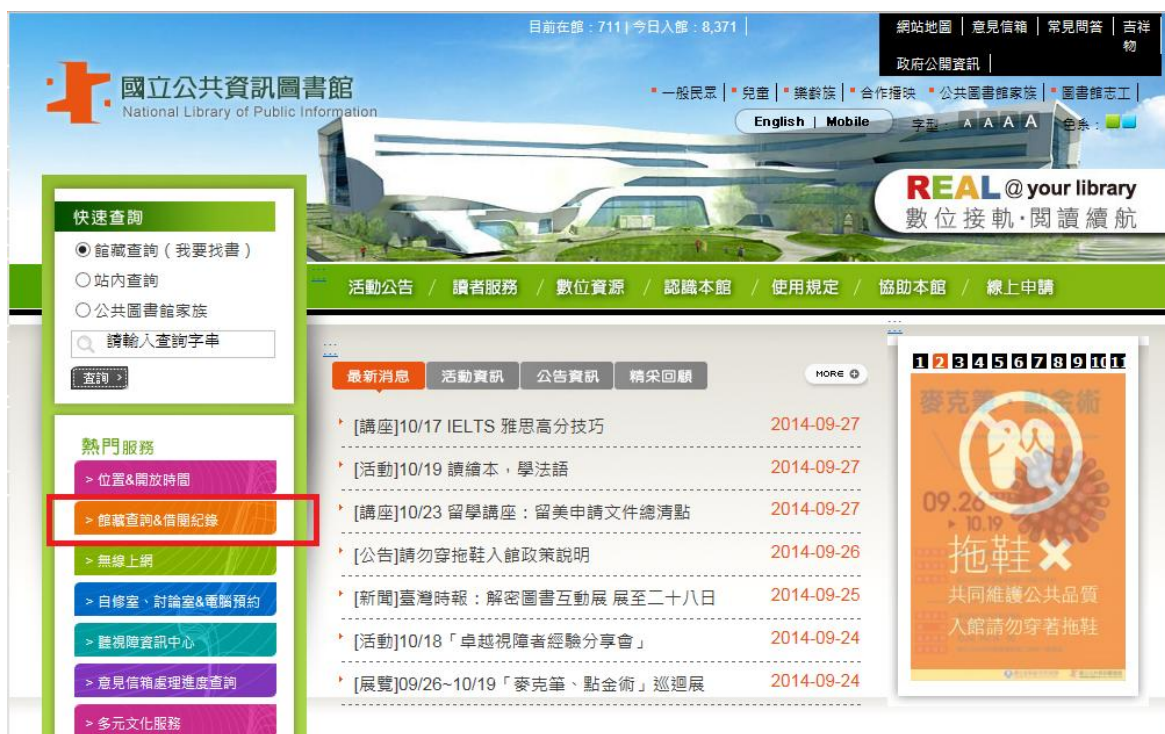 目前在館：711 | 今日入館：8,371 |
網站地圖 | 意見信箱 | 常見問答 | 吉祥物
政府公開資訊 |
國立公共資訊圖書館
National Library of Public Information
一般民眾 | 兒童 | 樂齡族 | 合作播映 公共圖書館家族 | 圖書館志工 |
English | Mobile
字型： A A A A 色系：
REAL @ your library
數位接軌·閱讀續航
快速查詢
館藏查詢（我要找書）
站內查詢
公共圖書館家族
請輸入查詢字串
查詢 >
活動公告 / 讀者服務 / 數位資源 / 認識本館 / 使用規定 / 協助本館 / 線上申請
最新消息 活動資訊 公告資訊 精采回顧 MORE
[講座]10/17 IELTS 雅思高分技巧 2014-09-27
[活動]10/19 讀繪本，學法語 2014-09-27
[講座]10/23 留學講座：留美申請文件總清點 2014-09-27
[公告]請勿穿拖鞋入館政策說明 2014-09-26
[新聞]臺灣時報：解密圖書互動展 展至二十八日 2014-09-25
[活動]10/18「卓越視障者經驗分享會」 2014-09-24
[展覽]09/26~10/19「麥克筆、點金術」巡迴展 2014-09-24
熱門服務
> 位置&開放時間
> 館藏查詢&借閱紀錄
> 無線上網
> 自修室、討論室&電腦預約
> 聽視障資訊中心
> 意見信箱處理進度查詢
> 多元文化服務
1 2 3 4 5 6 7 8 9 10 11
麥克筆・點金術
09.26
10.19
拖鞋
共同維護公共品質
入館請勿穿著拖鞋